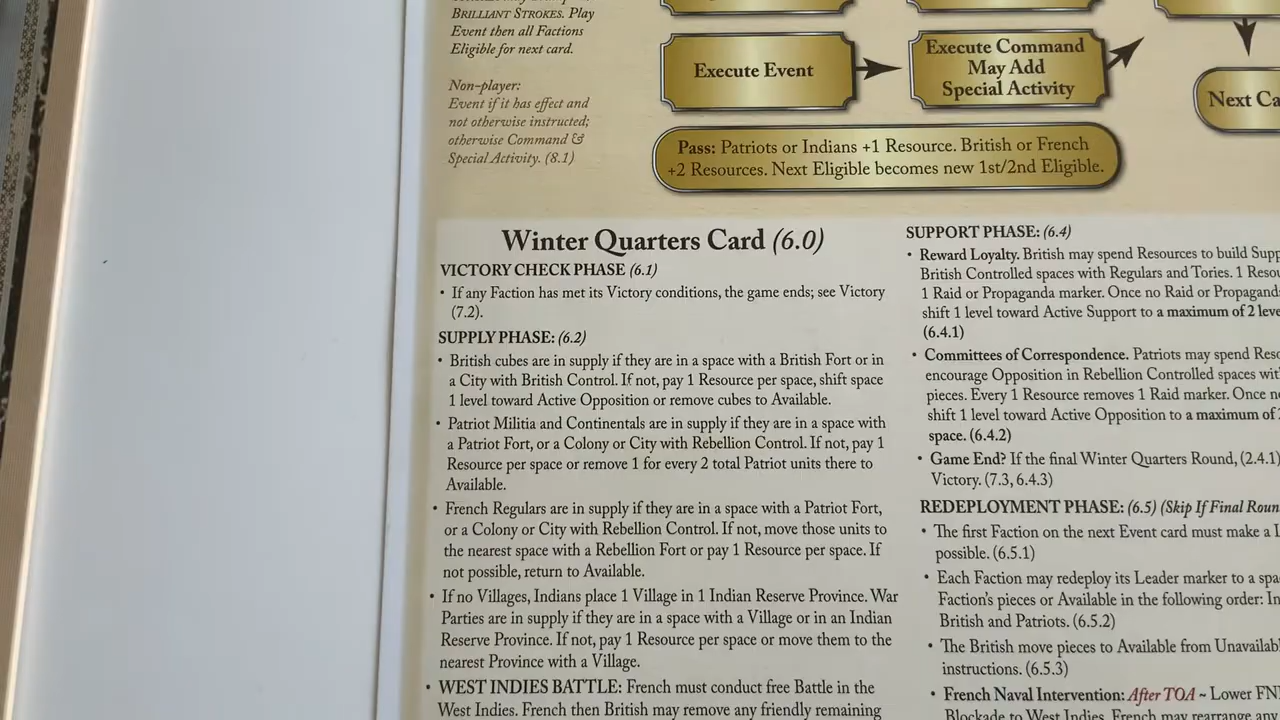 BRILLIANT STROKES. Play
Event then all Factions
Eligible for next card.
Non-player:
Event if it has effect and
not otherwise instructed;
otherwise Command &
Special Activity. (8.1)
Execute Event
Execute Command
May Add
Special Activity
Next
Pass: Patriots or Indians +1 Resource. British or French
+2 Resources. Next Eligible becomes new 1st/2nd Eligible.
Winter Quarters Card (6.0)
VICTORY CHECK PHASE (6.1)
• If any Faction has met its Victory conditions, the game ends; see Victory
(7.2).
SUPPLY PHASE: (6.2)
• British cubes are in supply if they are in a space with a British Fort or in
a City with British Control. If not, pay 1 Resource per space, shift space
1 level toward Active Opposition or remove cubes to Available.
• Patriot Militia and Continentals are in supply if they are in a space with
a Patriot Fort, or a Colony or City with Rebellion Control. If not, pay 1
Resource per space or remove 1 for every 2 total Patriot units there to
Available.
• French Regulars are in supply if they are in a space with a Patriot Fort,
or a Colony or City with Rebellion Control. If not, move those units to
the nearest space with a Rebellion Fort or pay 1 Resource per space. If
not possible, return to Available.
• If no Villages, Indians place 1 Village in 1 Indian Reserve Province. War
Parties are in supply if they are in a space with a Village or in an Indian
Reserve Province. If not, pay 1 Resource per space or move them to the
nearest Province with a Village.
• WEST INDIES BATTLE: French must conduct free Battle in the
West Indies. French then British may remove any friendly remaining
SUPPORT PHASE: (6.4)
• Reward Loyalty. British may spend Resources to build
British Controlled spaces with Regulars and Tories. 1
1 Raid or Propaganda marker. Once no Raid or
shift 1 level toward Active Support to a maximum of 2
(6.4.1)
• Committees of Correspondence. Patriots may spend
encourage Opposition in Rebellion Controlled spaces
pieces. Every 1 Resource removes 1 Raid marker. Once
shift 1 level toward Active Opposition to a maximum of
space. (6.4.2)
• Game End? If the final Winter Quarters Round, (2.4.1)
Victory. (7.3, 6.4.3)
REDEPLOYMENT PHASE: (6.5) (Skip If Final
• The first Faction on the next Event card must make a
possible. (6.5.1)
• Each Faction may redeploy its Leader marker to a
Faction's pieces or Available in the following order:
British and Patriots. (6.5.2)
• The British move pieces to Available from
instructions. (6.5.3)
• French Naval Intervention: After TOA ~ Lower
Blockade to West Indies. French may rearrange any